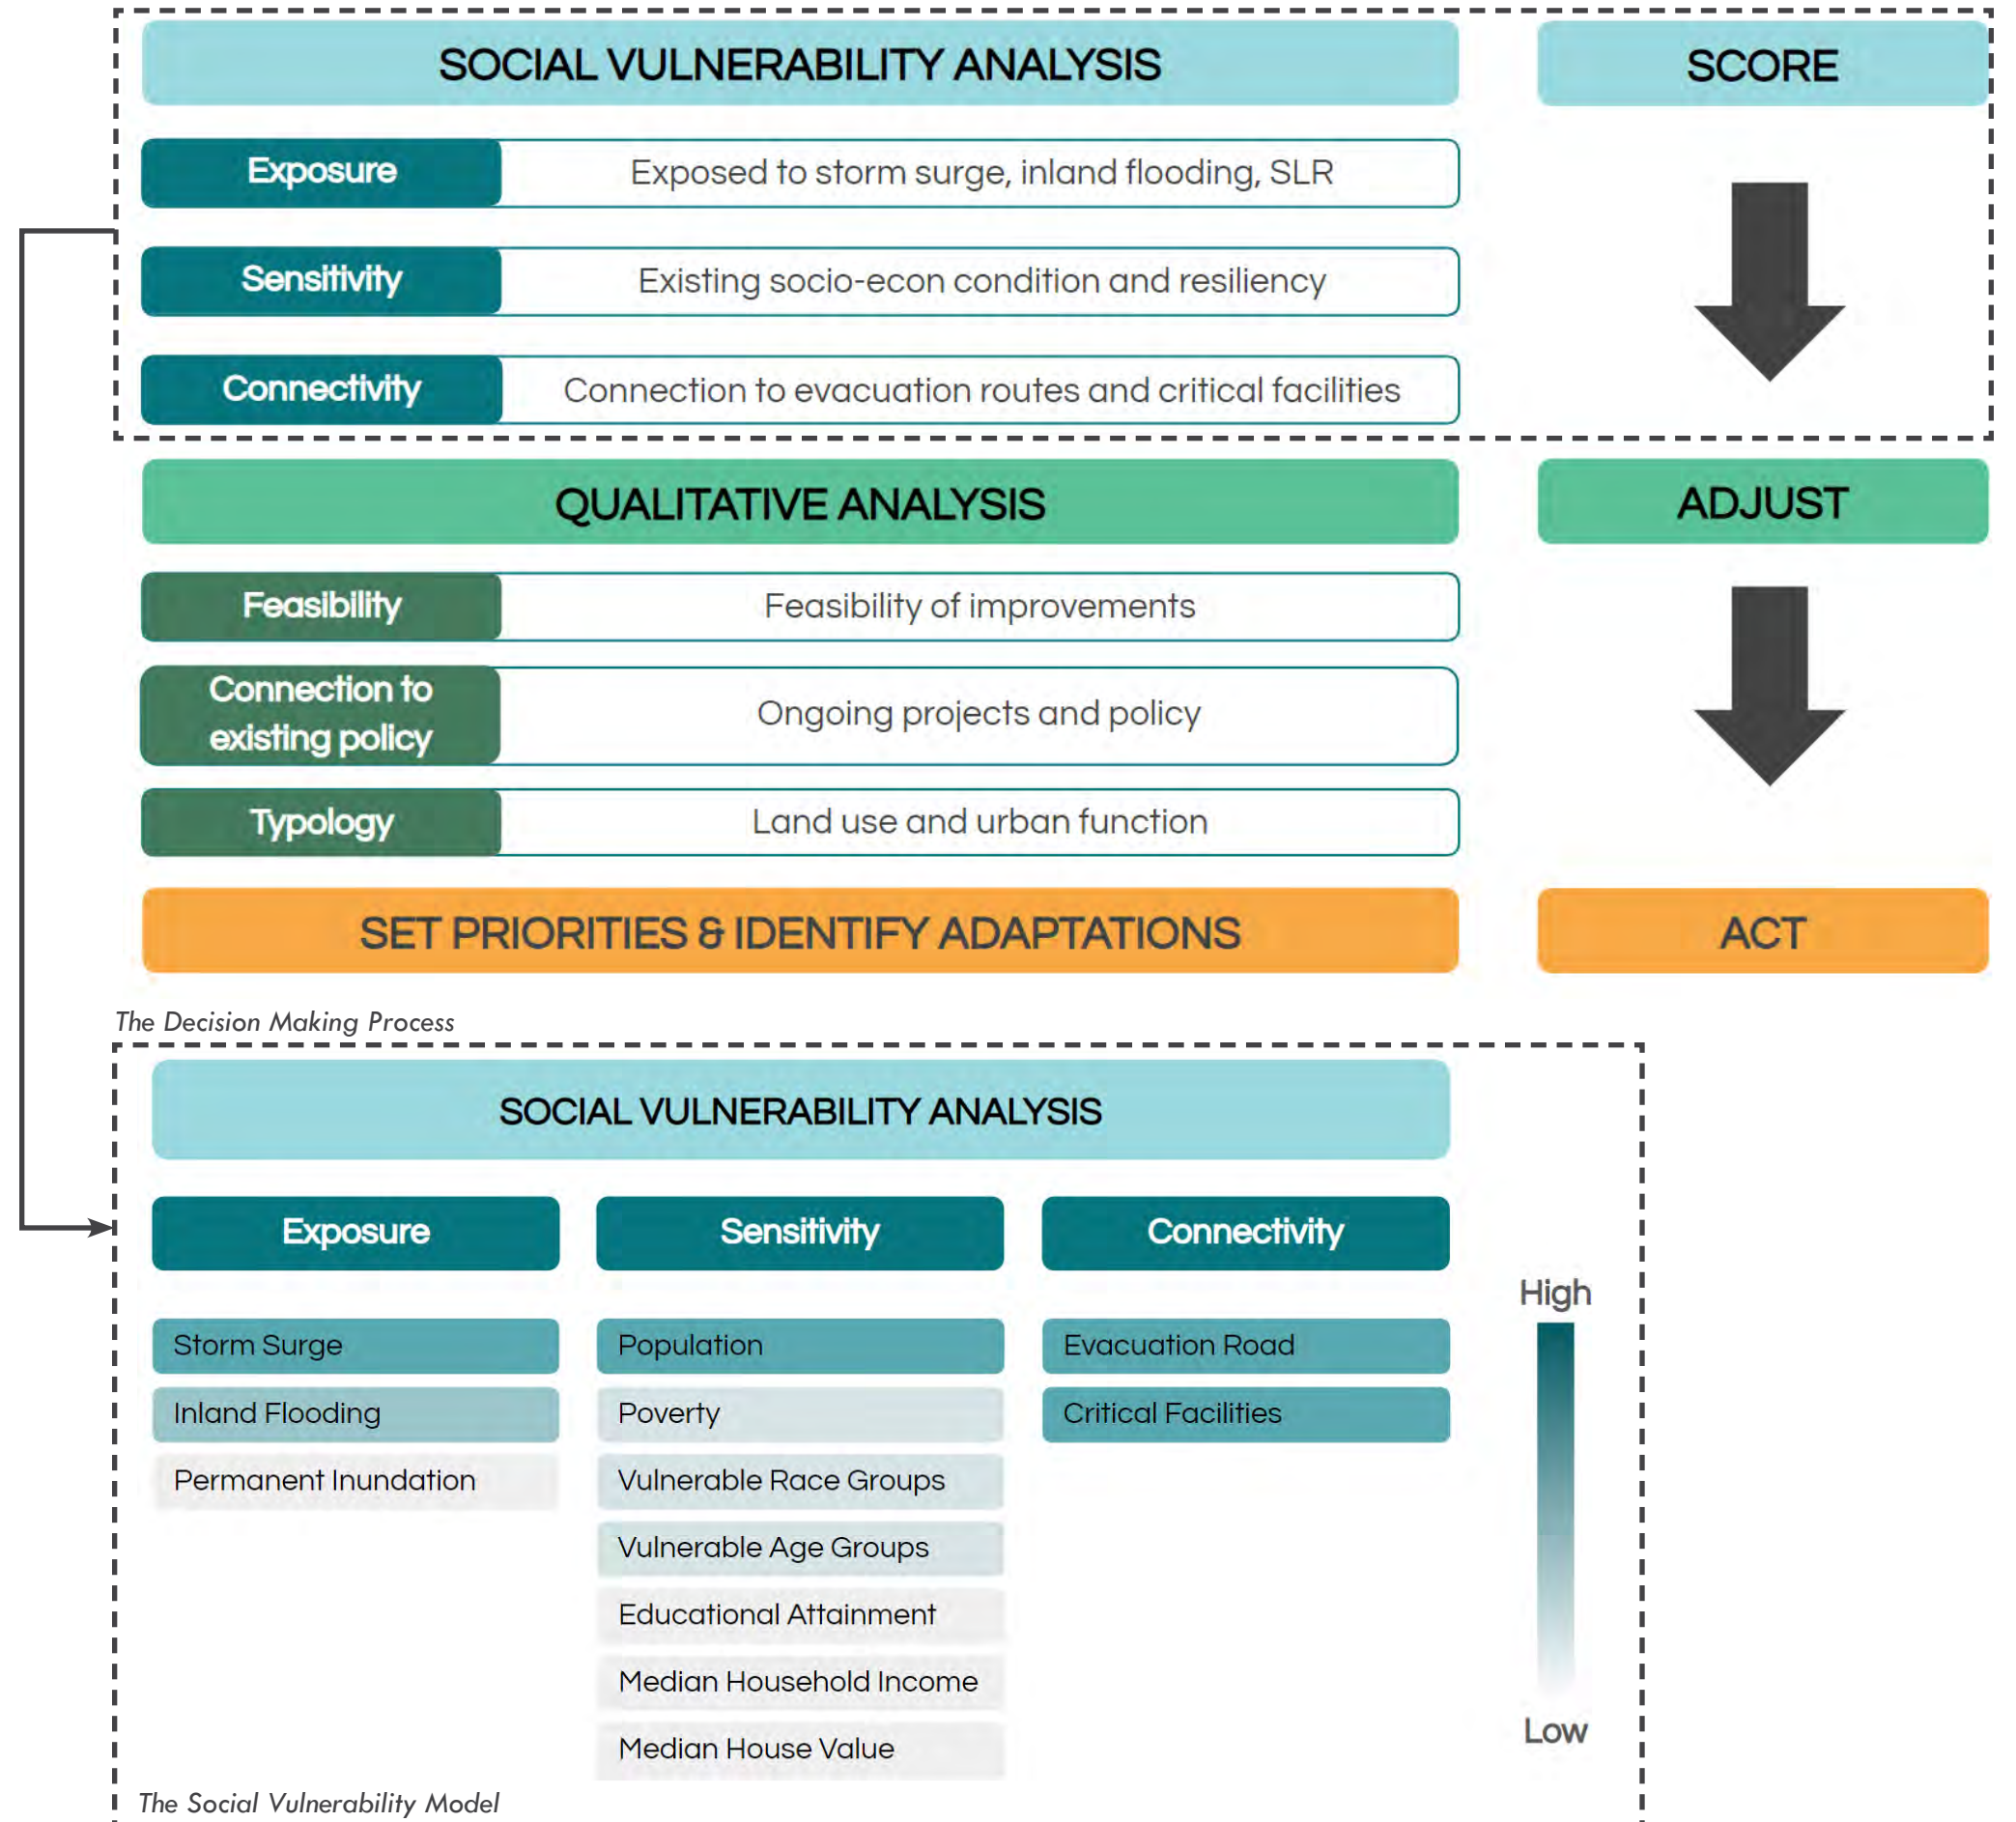 SOCIAL VULNERABILITY ANALYSIS
SCORE
Exposure
Exposed to storm surge, inland flooding, SLR
Sensitivity
Existing socio-econ condition and resiliency
Connectivity
Connection to evacuation routes and critical facilities
QUALITATIVE ANALYSIS
ADJUST
Feasibility
Feasibility of improvements
Connection to
existing policy
Ongoing projects and policy
Typology
Land use and urban function
SET PRIORITIES & IDENTIFY ADAPTATIONS
ACT
The Decision Making Process
SOCIAL VULNERABILITY ANALYSIS
Exposure
Storm Surge
Inland Flooding
Permanent Inundation
Sensitivity
Population
Poverty
Vulnerable Race Groups
Vulnerable Age Groups
Educational Attainment
Median Household Income
Median House Value
Connectivity
Evacuation Road
Critical Facilities
High
Low
The Social Vulnerability Model